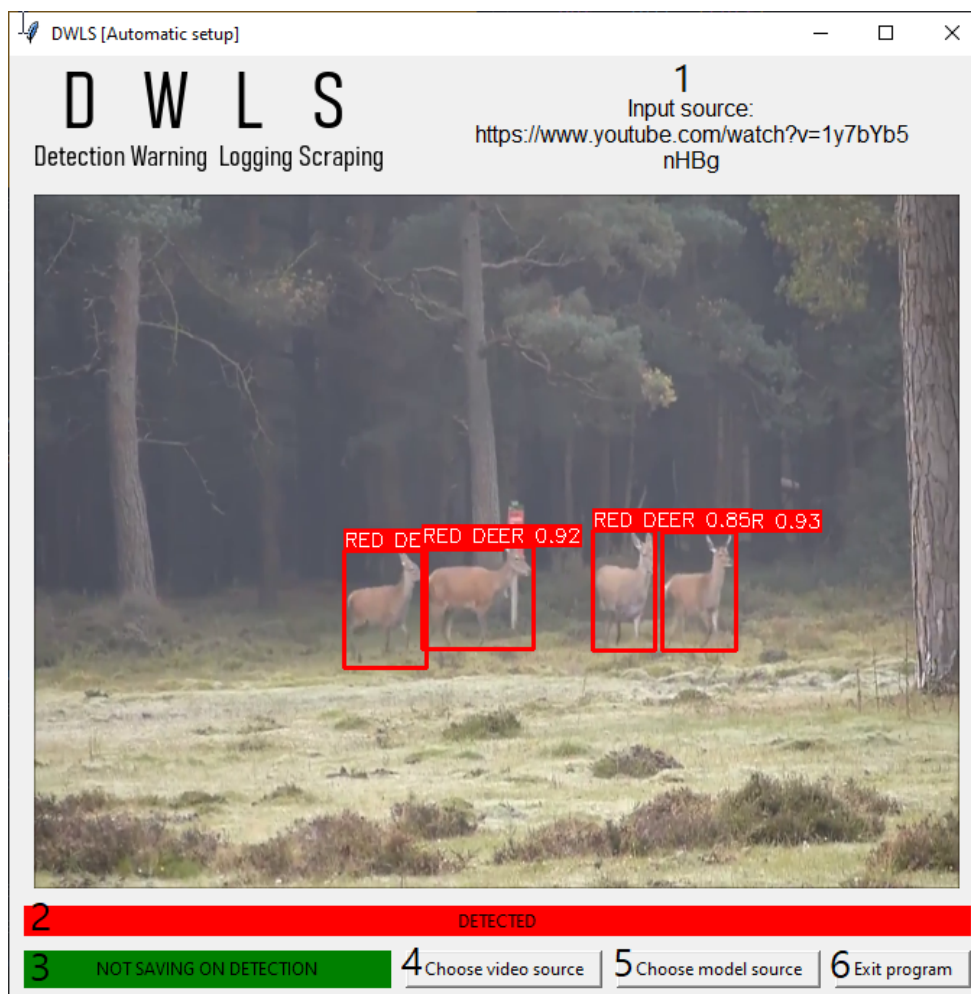 DWLS [Automatic setup]
D W L S
Detection Warning Logging Scraping
1
Input source:
https://www.youtube.com/watch?v=1y7bYb5
nHBg
RED DE
RED DEER 0.92
RED DEER 0.85
R 0.93
2 DETECTED
3 NOT SAVING ON DETECTION
4 Choose video source
5 Choose model source
6 Exit program